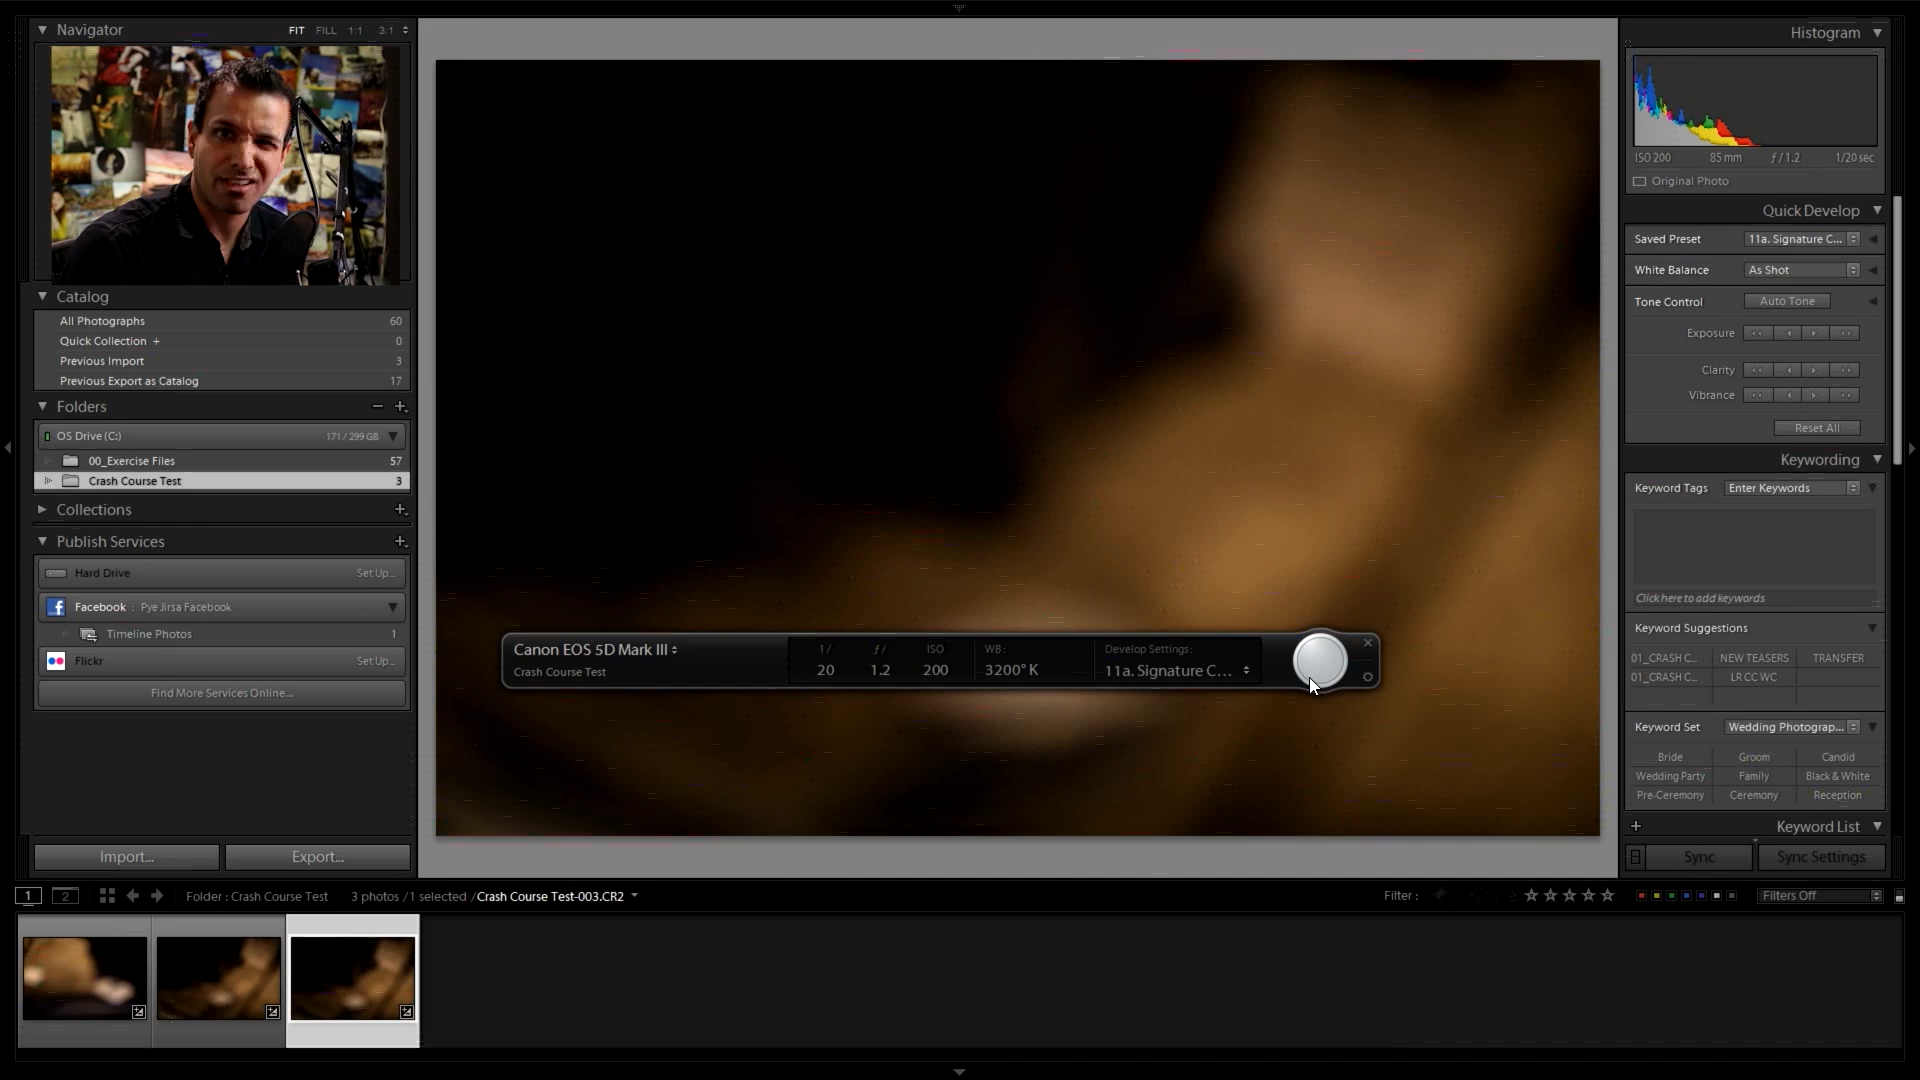 Navigator
FIT FILL 1:1 3:1
Catalog
All Photographs 60
Quick Collection + 0
Previous Import 3
Previous Export as Catalog 17
Folders
OS Drive (C:) 171 / 299 GB
00_Exercise Files 57
Crash Course Test 3
Collections
Publish Services
Hard Drive Set Up...
Facebook : Pye Jirsa Facebook
Timeline Photos 1
Flickr Set Up...
Find More Services Online...
Import... Export...
Canon EOS 5D Mark III
Crash Course Test
1/ ƒ/ ISO WB: Develop Settings:
20 1.2 200 3200° K 11a. Signature C...
Histogram
ISO 200 85 mm ƒ / 1.2 1/20 sec
Original Photo
Quick Develop
Saved Preset 11a. Signature C...
White Balance As Shot
Tone Control Auto Tone
Exposure
Clarity
Vibrance
Reset All
Keywording
Keyword Tags Enter Keywords
Click here to add keywords
Keyword Suggestions
01_CRASH C... NEW TEASERS TRANSFER
01_CRASH C... LR CC WC
Keyword Set Wedding Photograp...
Bride Groom Candid
Wedding Party Family Black & White
Pre-Ceremony Ceremony Reception
Keyword List
Sync Sync Settings
1 2 Folder : Crash Course Test 3 photos / 1 selected / Crash Course Test-003.CR2 Filter : Filters Off